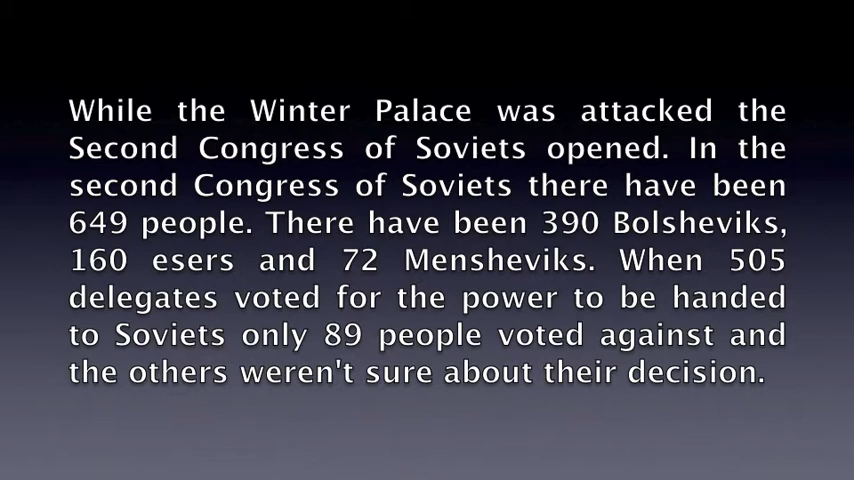 While the Winter Palace was attacked the
Second Congress of Soviets opened. In the
second Congress of Soviets there have been
649 people. There have been 390 Bolsheviks,
160 esers and 72 Mensheviks. When 505
delegates voted for the power to be handed
to Soviets only 89 people voted against and
the others weren't sure about their decision.